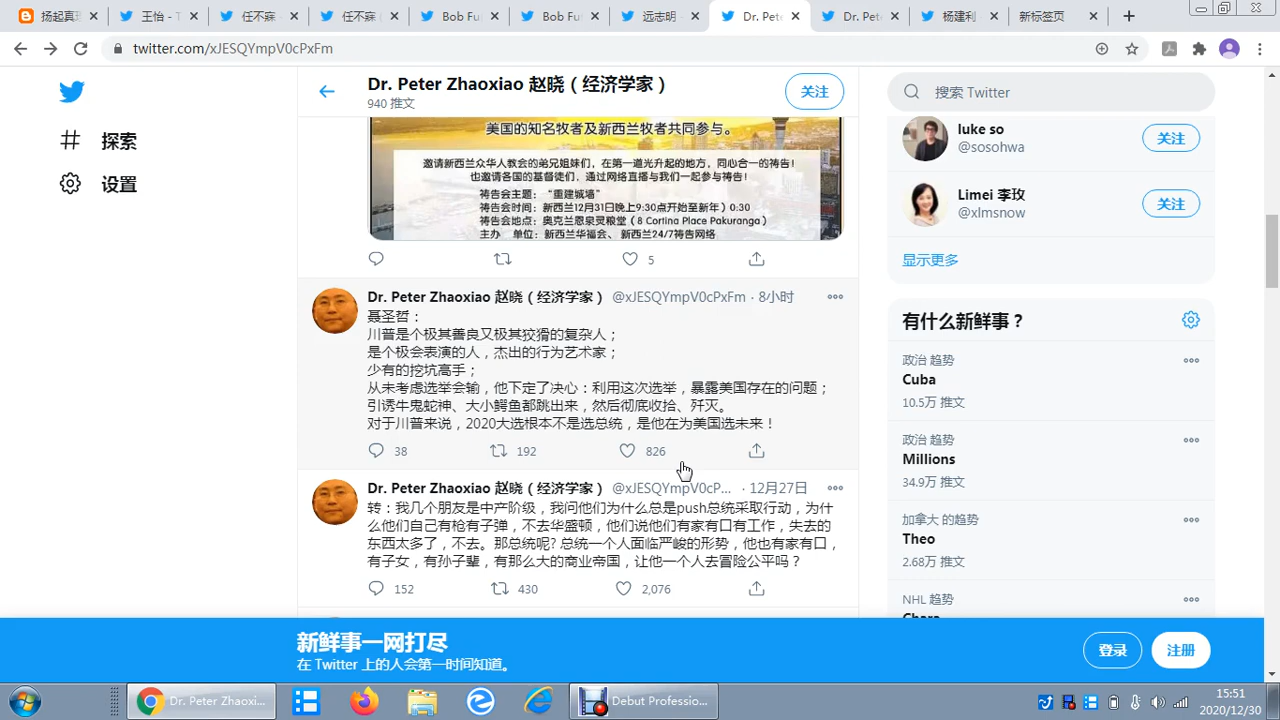 扬起真理
王怡 - T
任不寐
任不寐（
Bob Fu
Bob Fu
远志明 -
Dr. Pet
Dr. Pe
杨建利
新标签页
twitter.com/xJESQYmpV0cPxFm
探索
设置
Dr. Peter Zhaoxiao 赵晓（经济学家）
940 推文
关注
美国的知名牧者及新西兰牧者共同参与。
邀请新西兰众华人教会的弟兄姐妹们，在第一道光升起的地方，同心合一的祷告！
也邀请各国的基督徒们，通过网络直播与我们一起参与祷告！
祷告会主题：“重建城墙”
祷告会时间：新西兰12月31日晚上9:30点开始至新年）0:30
祷告会地点：奥克兰恩泉灵粮堂（8 Cortina Place Pakuranga）
主办　单位：新西兰华福会、 新西兰24/7祷告网络
5
Dr. Peter Zhaoxiao 赵晓（经济学家） @xJESQYmpV0cPxFm · 8小时
聂圣哲：
川普是个极其善良又极其狡猾的复杂人；
是个极会表演的人，杰出的行为艺术家；
少有的挖坑高手；
从未考虑选举会输，他下定了决心：利用这次选举，暴露美国存在的问题；
引诱牛鬼蛇神、大小鳄鱼都跳出来，然后彻底收拾、歼灭。
对于川普来说，2020大选根本不是选总统，是他在为美国选未来！
38 192 826
Dr. Peter Zhaoxiao 赵晓（经济学家） @xJESQYmpV0cP... · 12月27日
转：我几个朋友是中产阶级，我问他们为什么总是push总统采取行动，为什
么他们自己有枪有子弹，不去华盛顿，他们说他们有家有口有工作，失去的
东西太多了，不去。那总统呢? 总统一个人面临严峻的形势，他也有家有口，
有子女，有孙子辈，有那么大的商业帝国，让他一个人去冒险公平吗？
152 430 2,076
搜索 Twitter
luke so
@sosohwa
关注
Limei 李玫
@xlmsnow
关注
显示更多
有什么新鲜事？
政治 趋势
Cuba
10.5万 推文
政治 趋势
Millions
34.9万 推文
加拿大 的趋势
Theo
2.68万 推文
NHL 趋势
Chara
新鲜事一网打尽
在 Twitter 上的人会第一时间知道。
登录
注册
Dr. Peter Zhaoxi...
Debut Professio...
15:51
2020/12/30